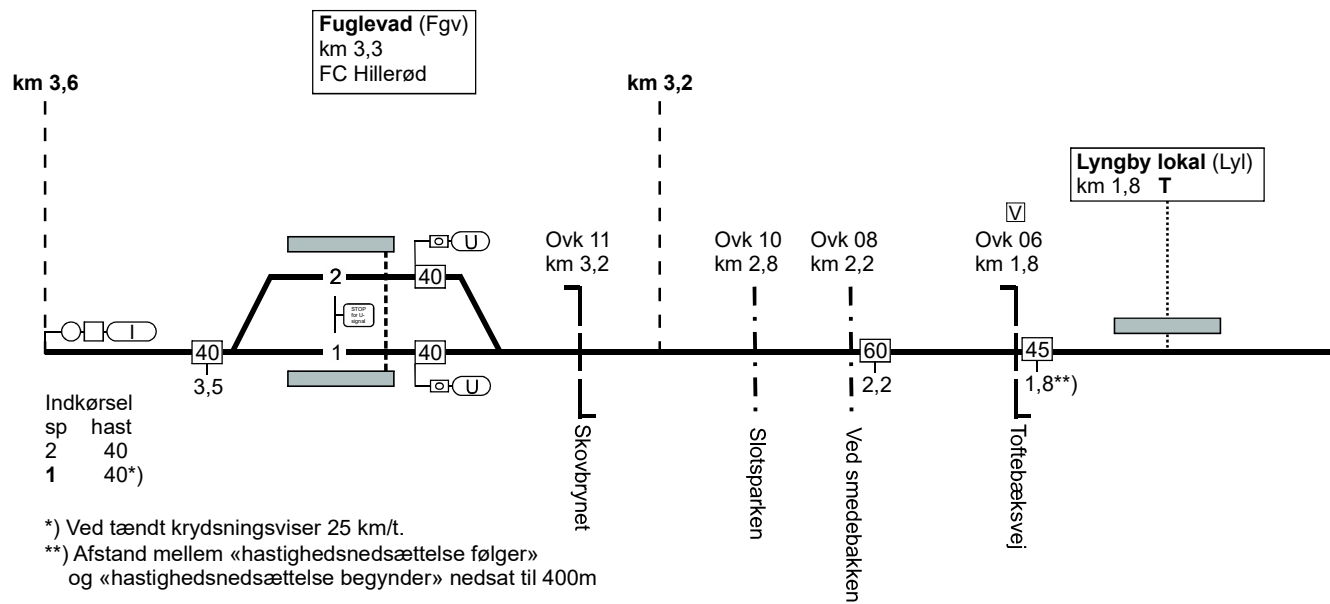 Fuglevad (Fgv)
km 3,3
FC Hillerød
km 3,6
km 3,2
Lyngby lokal (Lyl)
km 1,8 T
V
Ovk 11
km 3,2
Ovk 10
km 2,8
Ovk 08
km 2,2
Ovk 06
km 1,8
U
2
40
STOP
for U-
signal
I
40
3,5
1
40
U
60
2,2
45
1,8**)
Skovbrynet
Slotsparken
Ved smedebakken
Toftebæksvej
Indkørsel
sp hast
2 40
1 40*)
*) Ved tændt krydsningsviser 25 km/t.
**) Afstand mellem «hastighedsnedsættelse følger»
og «hastighedsnedsættelse begynder» nedsat til 400m